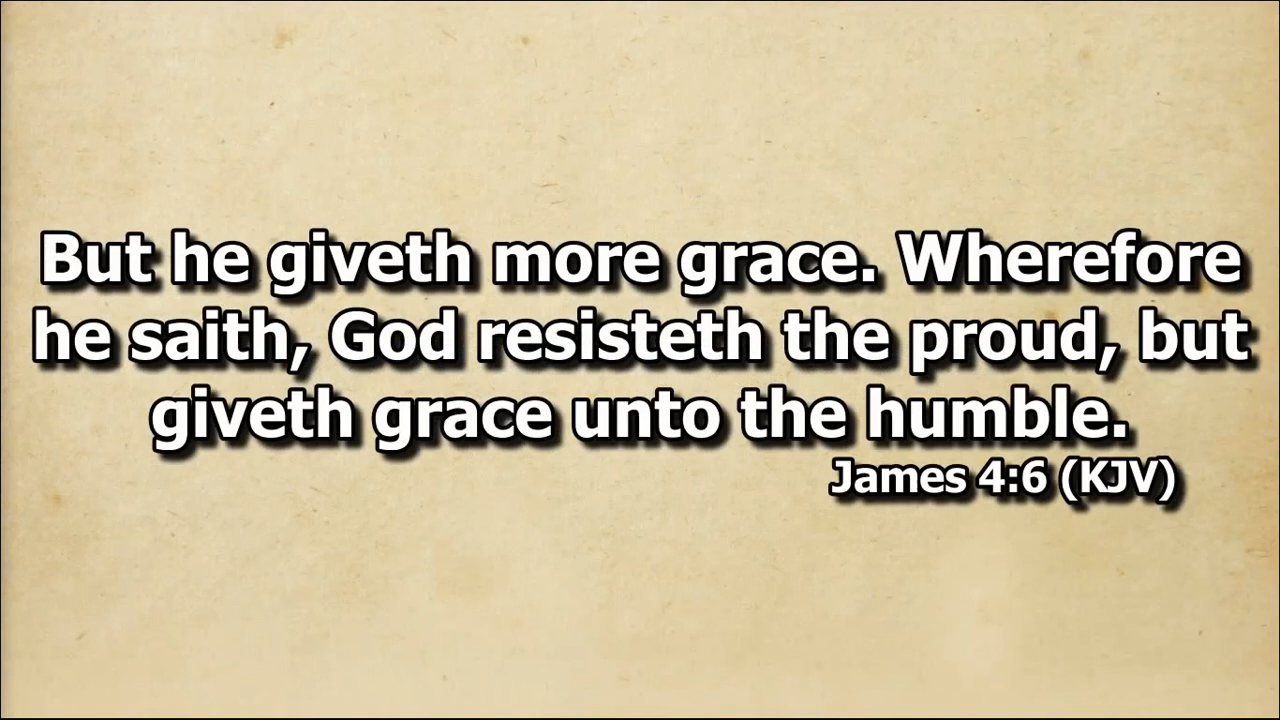 But he giveth more grace. Wherefore
he saith, God resisteth the proud, but
giveth grace unto the humble.
James 4:6 (KJV)